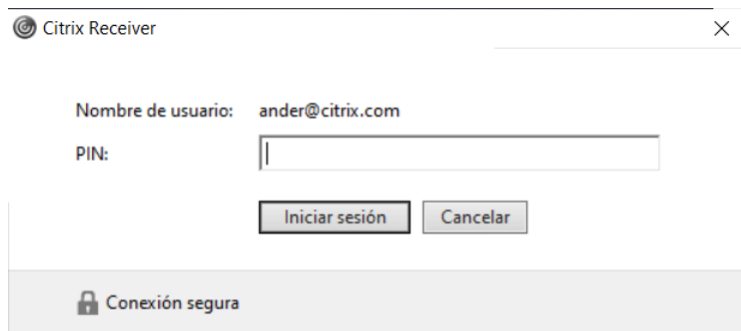 Citrix Receiver
Nombre de usuario: ander@citrix.com
PIN:
Iniciar sesión Cancelar
Conexión segura